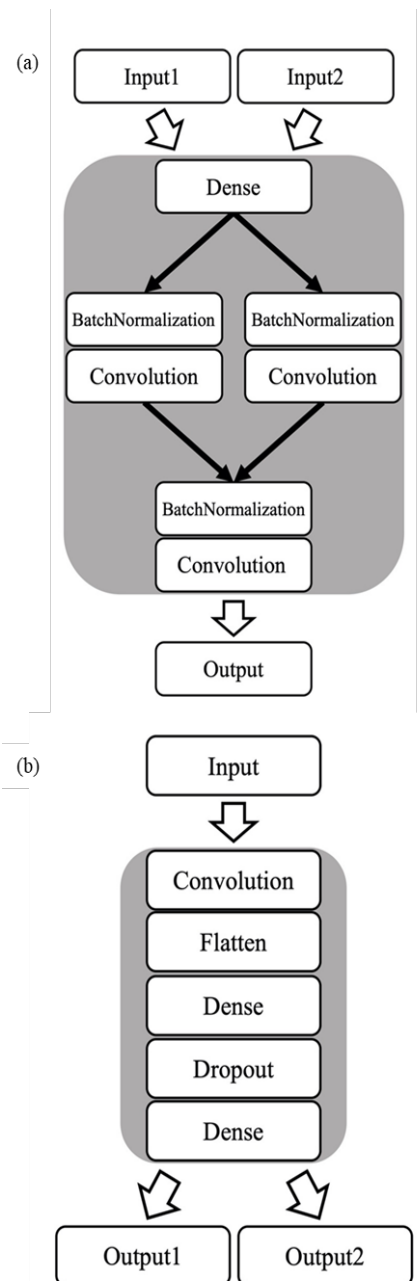 (a)
Input1 Input2
Dense
BatchNormalization BatchNormalization
Convolution Convolution
BatchNormalization
Convolution
Output
(b)
Input
Convolution
Flatten
Dense
Dropout
Dense
Output1 Output2